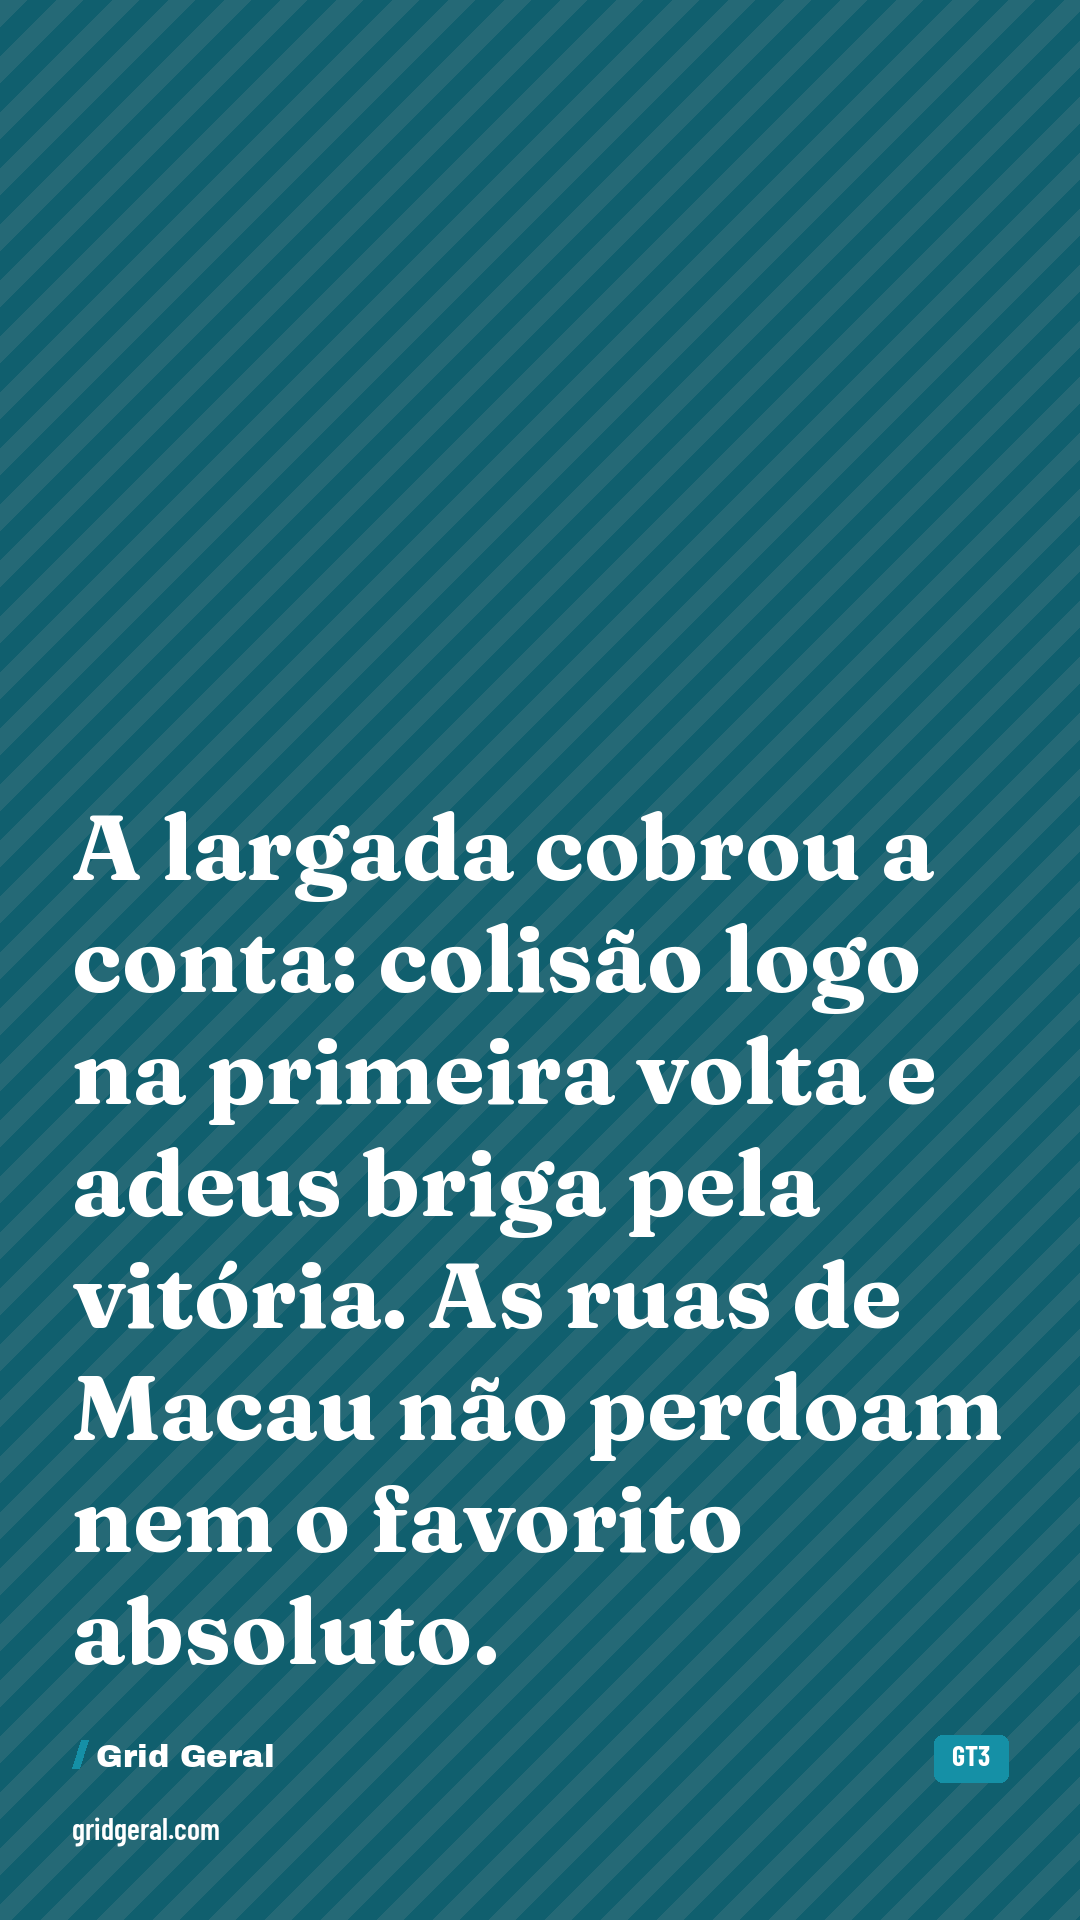 A largada cobrou a
conta: colisão logo
na primeira volta e
adeus briga pela
vitória. As ruas de
Macau não perdoam
nem o favorito
absoluto.
/ Grid Geral
GT3
gridgeral.com